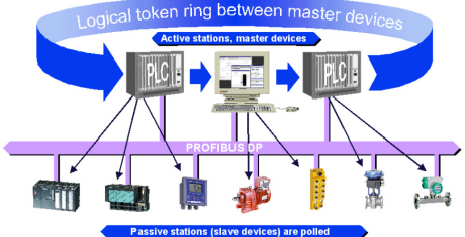 Logical token ring between master devices
Active stations, master devices
PLC
PLC
PROFIBUS DP
Passive stations (slave devices) are polled